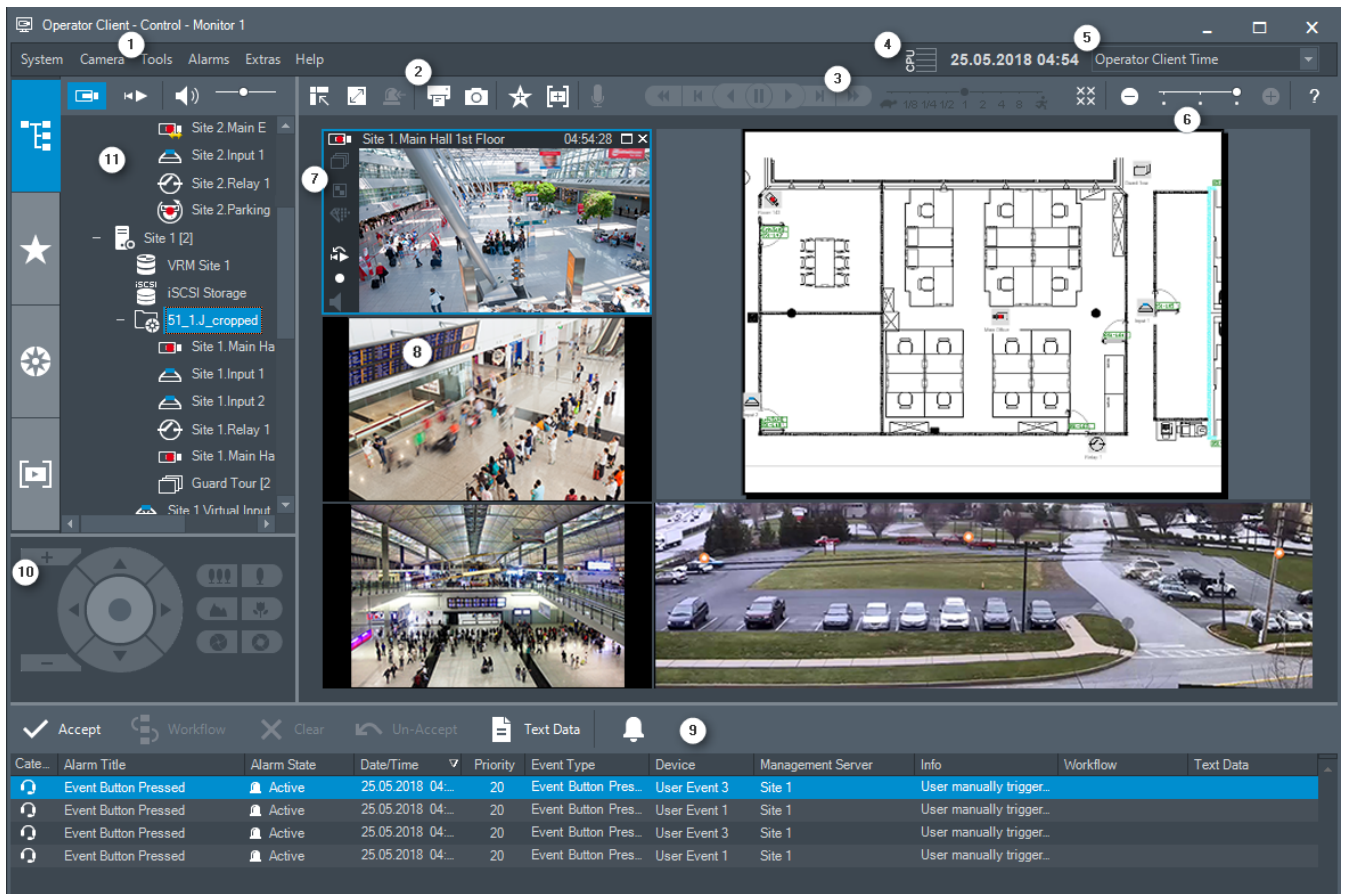 Operator Client - Control - Monitor 1
1
System Camera Tools Alarms Extras Help
4
CPU
25.05.2018 04:54
5
Operator Client Time
2
3
1/8 1/4 1/2 1 2 4 8
?
6
11
Site 2.Main E
Site 2.Input 1
Site 2.Relay 1
Site 2.Parking
Site 1 [2]
VRM Site 1
iSCSI
iSCSI Storage
51_1.J_cropped
Site 1.Main Ha
Site 1.Input 1
Site 1.Input 2
Site 1.Relay 1
Site 1.Main Ha
Guard Tour [2
Site 1.Virtual Input
7
Site 1.Main Hall 1st Floor 04:54:28
8
Guard Tour
Main Office
Input 1
Relay 1
10
Accept Workflow Clear Un-Accept Text Data
9
Cate... Alarm Title Alarm State Date/Time Priority Event Type Device Management Server Info Workflow Text Data
Event Button Pressed Active 25.05.2018 04:... 20 Event Button Pres... User Event 3 Site 1 User manually trigger...
Event Button Pressed Active 25.05.2018 04:... 20 Event Button Pres... User Event 1 Site 1 User manually trigger...
Event Button Pressed Active 25.05.2018 04:... 20 Event Button Pres... User Event 3 Site 1 User manually trigger...
Event Button Pressed Active 25.05.2018 04:... 20 Event Button Pres... User Event 1 Site 1 User manually trigger...